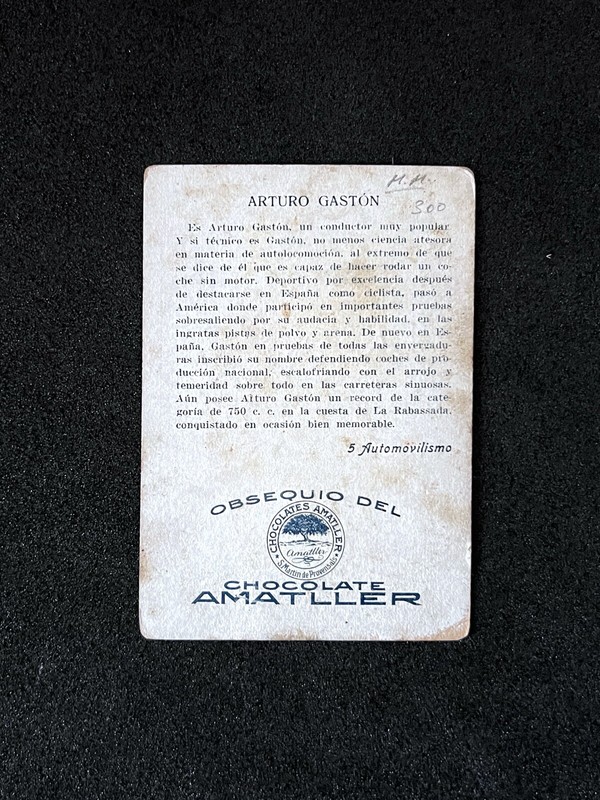 H. H.
ARTURO GASTÓN
300
Es Arturo Gastón, un conductor muy popular
Y si técnico es Gastón, no menos ciencia atesora
en materia de autolocomoción, al extremo de que
se dice de él que es capaz de hacer rodar un co-
che sin motor. Deportivo por excelencia después
de destacarse en España como ciclista, pasó a
América donde participó en importantes pruebas
sobresaliendo por su audacia y habilidad, en las
ingratas pistas de polvo y arena. De nuevo en Es-
paña, Gastón en pruebas de todas las envergadu-
ras inscribió su nombre defendiendo coches de pro-
ducción nacional, escalofriando con el arrojo y
temeridad sobre todo en las carreteras sinuosas.
Aún posee Arturo Gastón un record de la cate-
goría de 750 c. c. en la cuesta de La Rabassada,
conquistado en ocasión bien memorable.
5 Automovilismo
OBSEQUIO DEL
CHOCOLATES AMATLLER
Amatller
S. Martín de Provensals
CHOCOLATE
AMATLLER